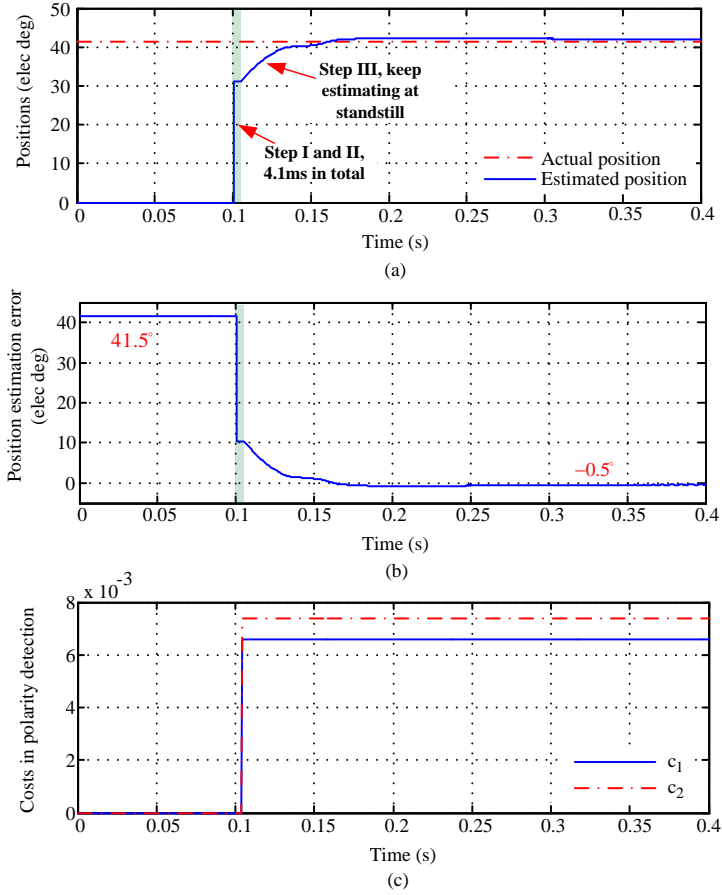 50
40
30
20
10
0
Positions (elec deg)
Step III, keep
estimating at
standstill
Step I and II,
4.1ms in total
Actual position
Estimated position
0 0.05 0.1 0.15 0.2 0.25 0.3 0.35 0.4
Time (s)
(a)
40
30
20
10
0
Position estimation error
(elec deg)
41.5°
−0.5°
0 0.05 0.1 0.15 0.2 0.25 0.3 0.35 0.4
Time (s)
(b)
x 10⁻³
8
6
4
2
0
Costs in polarity detection
c₁
c₂
0 0.05 0.1 0.15 0.2 0.25 0.3 0.35 0.4
Time (s)
(c)